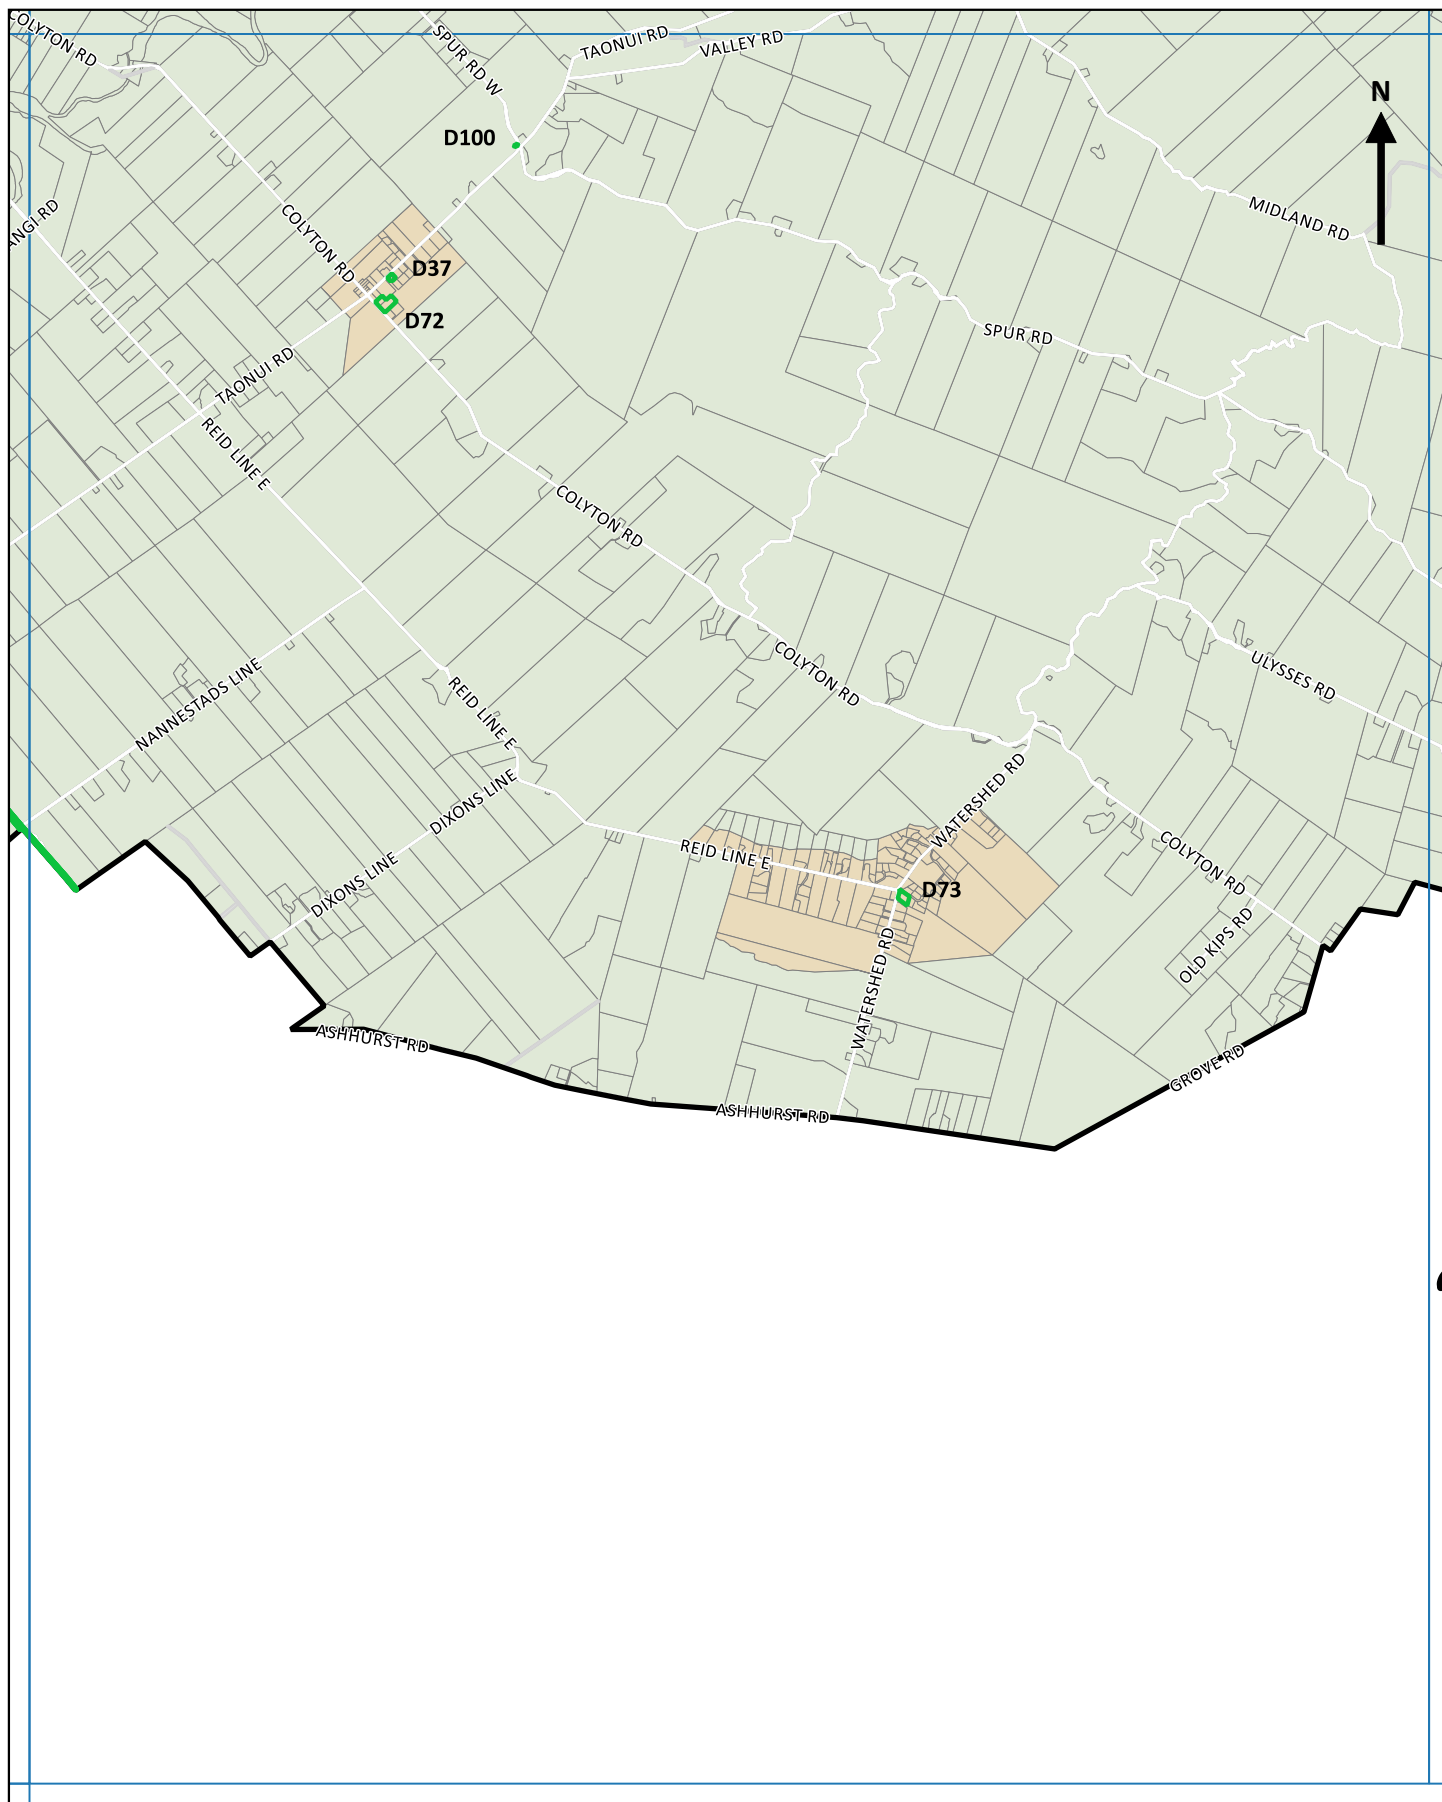 COLYTON RD
SPUR RD W
TAONUI RD
VALLEY RD
N
D100
MIDLAND RD
ANGI RD
COLYTON RD
D37
D72
SPUR RD
TAONUI RD
REID LINE E
COLYTON RD
COLYTON RD
ULYSSES RD
NANNESTADS LINE
REID LINE E
DIXONS LINE
WATERSHED RD
REID LINE E
COLYTON RD
D73
DIXONS LINE
OLD KIPS RD
WATERSHED RD
ASHHURST RD
GROVE RD
ASHHURST RD